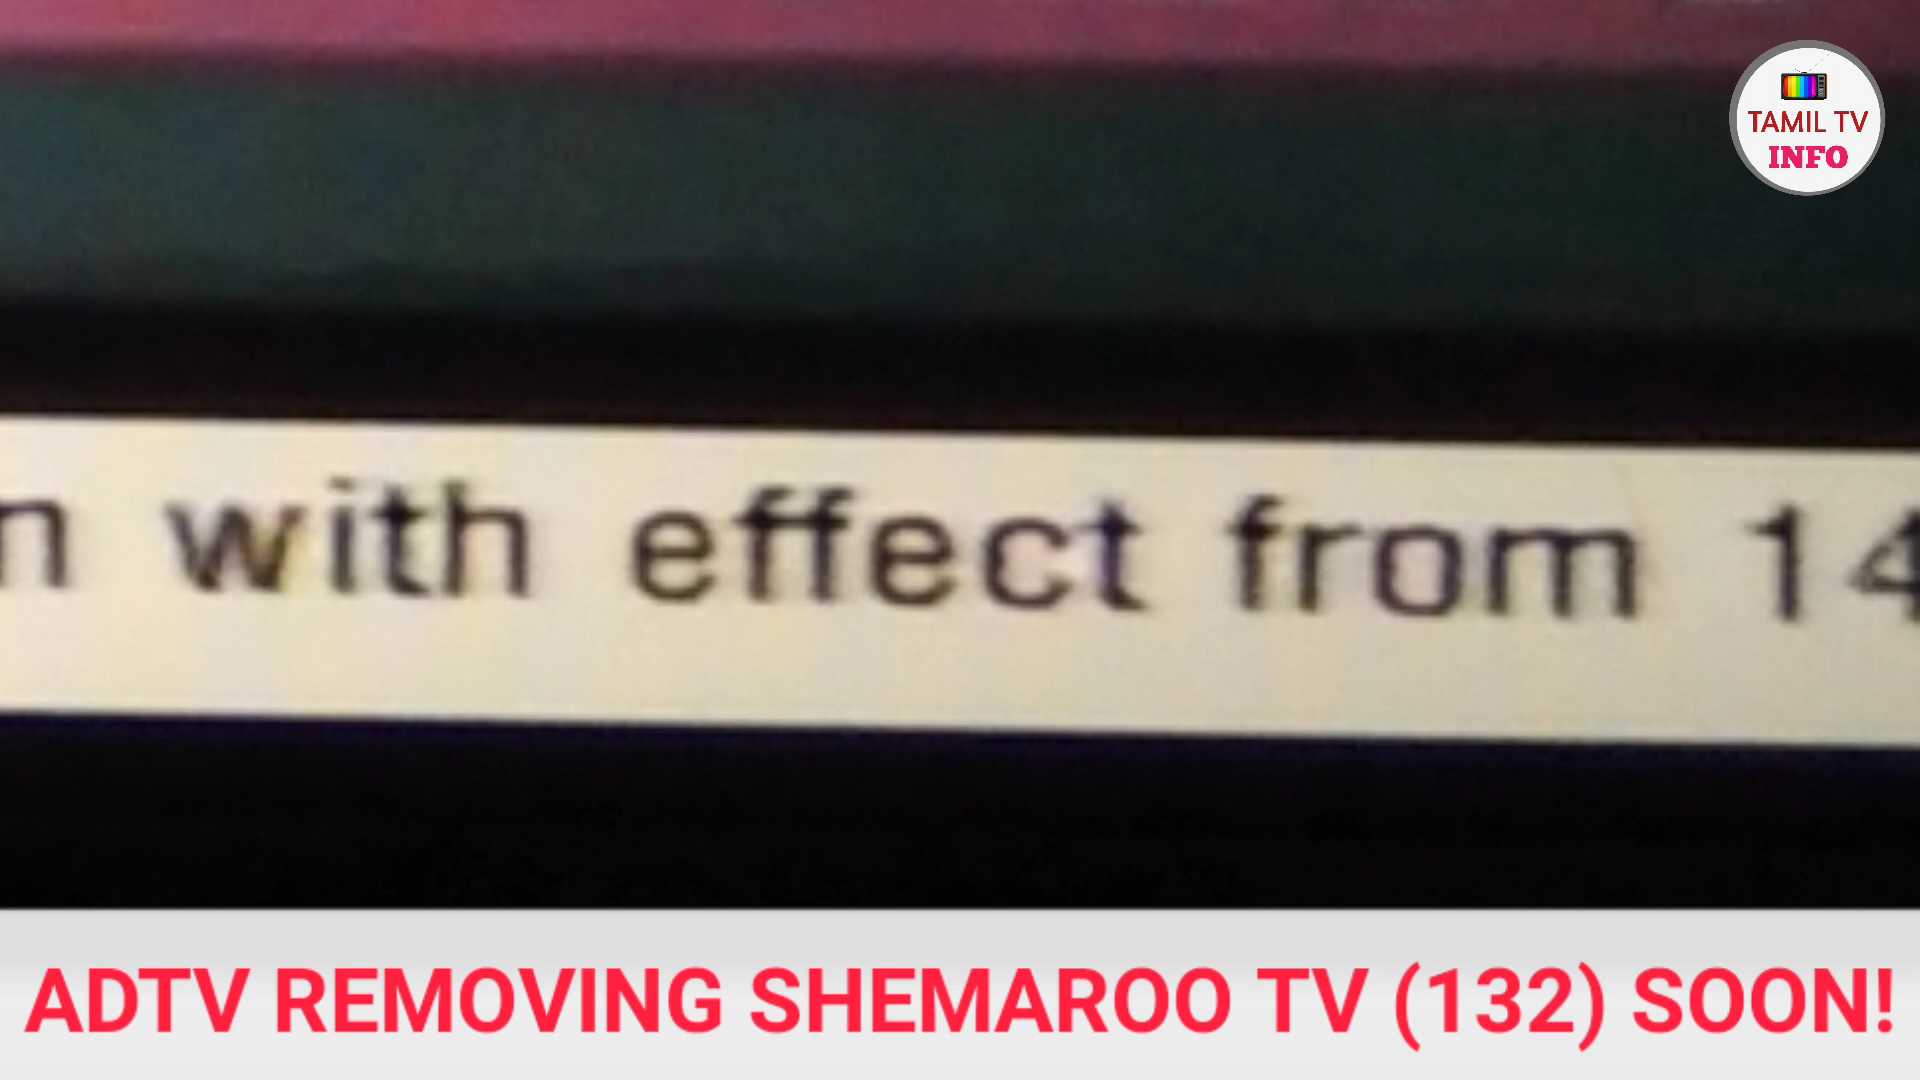 TAMIL TV
INFO
with effect from 14
ADTV REMOVING SHEMAROO TV (132) SOON!